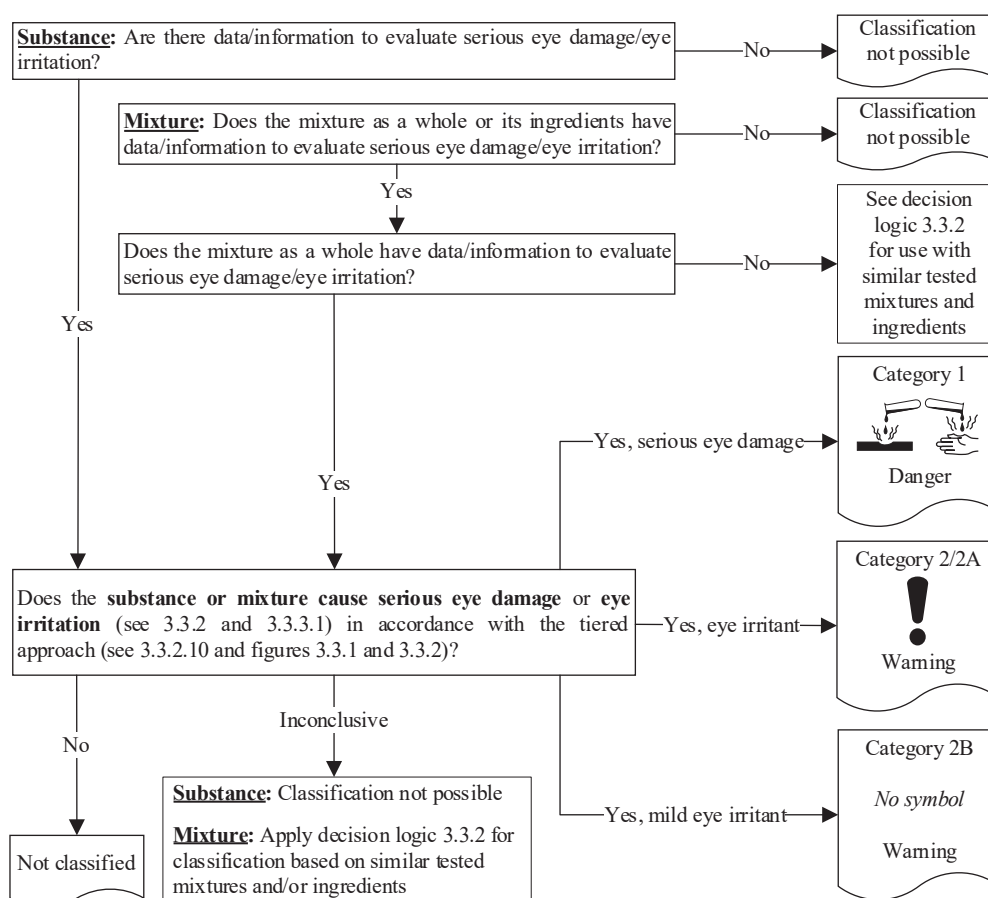 Substance: Are there data/information to evaluate serious eye damage/eye
irritation?
No
Classification
not possible
Mixture: Does the mixture as a whole or its ingredients have
data/information to evaluate serious eye damage/eye irritation?
No
Classification
not possible
Yes
Does the mixture as a whole have data/information to evaluate
serious eye damage/eye irritation?
No
See decision
logic 3.3.2
for use with
similar tested
mixtures and
ingredients
Yes
Yes
Yes, serious eye damage
Category 1
Danger
Does the substance or mixture cause serious eye damage or eye
irritation (see 3.3.2 and 3.3.3.1) in accordance with the tiered
approach (see 3.3.2.10 and figures 3.3.1 and 3.3.2)?
Yes, eye irritant
Category 2/2A
Warning
Yes, mild eye irritant
Category 2B
No symbol
Warning
No
Not classified
Inconclusive
Substance: Classification not possible
Mixture: Apply decision logic 3.3.2 for
classification based on similar tested
mixtures and/or ingredients